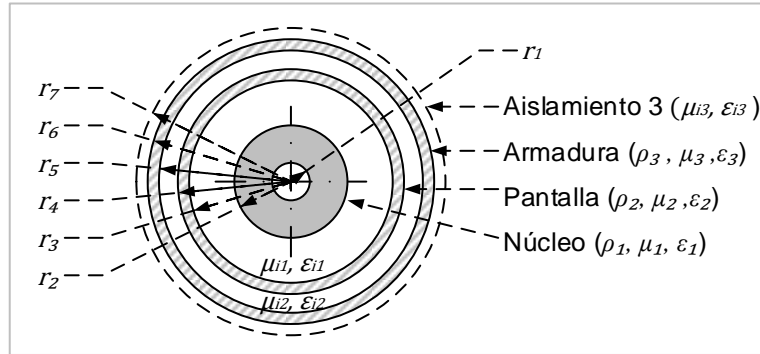 r₁
r₇
r₆
r₅
r₄
r₃
r₂
Aislamiento 3 (μᵢ₃, εᵢ₃)
Armadura (ρ₃ , μ₃ ,ε₃)
Pantalla (ρ₂, μ₂ ,ε₂)
Núcleo (ρ₁, μ₁, ε₁)
μᵢ₁, εᵢ₁
μᵢ₂, εᵢ₂